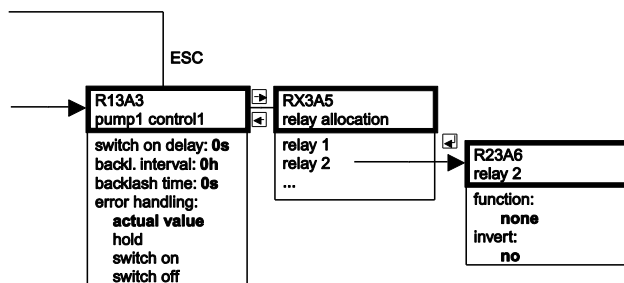 ESC
R13A3
pump1 control1
switch on delay: 0s
backl. interval: 0h
backlash time: 0s
error handling:
actual value
hold
switch on
switch off
RX3A5
relay allocation
relay 1
relay 2
...
R23A6
relay 2
function:
none
invert:
no